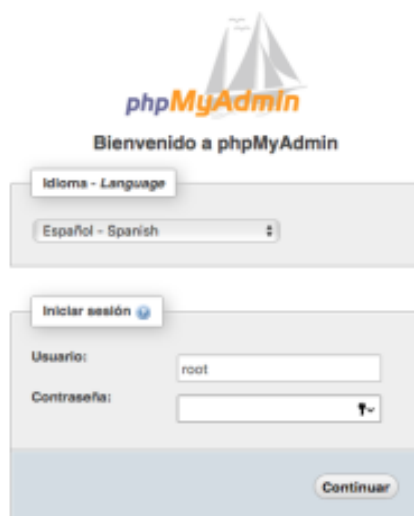 phpMyAdmin
Bienvenido a phpMyAdmin
Idioma - Language
Español - Spanish
Iniciar sesión
Usuario:
root
Contraseña:
Continuar